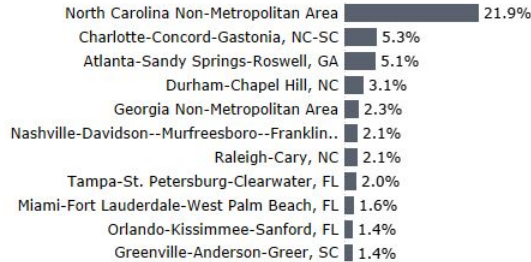 North Carolina Non-Metropolitan Area 21.9%
Charlotte-Concord-Gastonia, NC-SC 5.3%
Atlanta-Sandy Springs-Roswell, GA 5.1%
Durham-Chapel Hill, NC 3.1%
Georgia Non-Metropolitan Area 2.3%
Nashville-Davidson--Murfreesboro--Franklin.. 2.1%
Raleigh-Cary, NC 2.1%
Tampa-St. Petersburg-Clearwater, FL 2.0%
Miami-Fort Lauderdale-West Palm Beach, FL 1.6%
Orlando-Kissimmee-Sanford, FL 1.4%
Greenville-Anderson-Greer, SC 1.4%